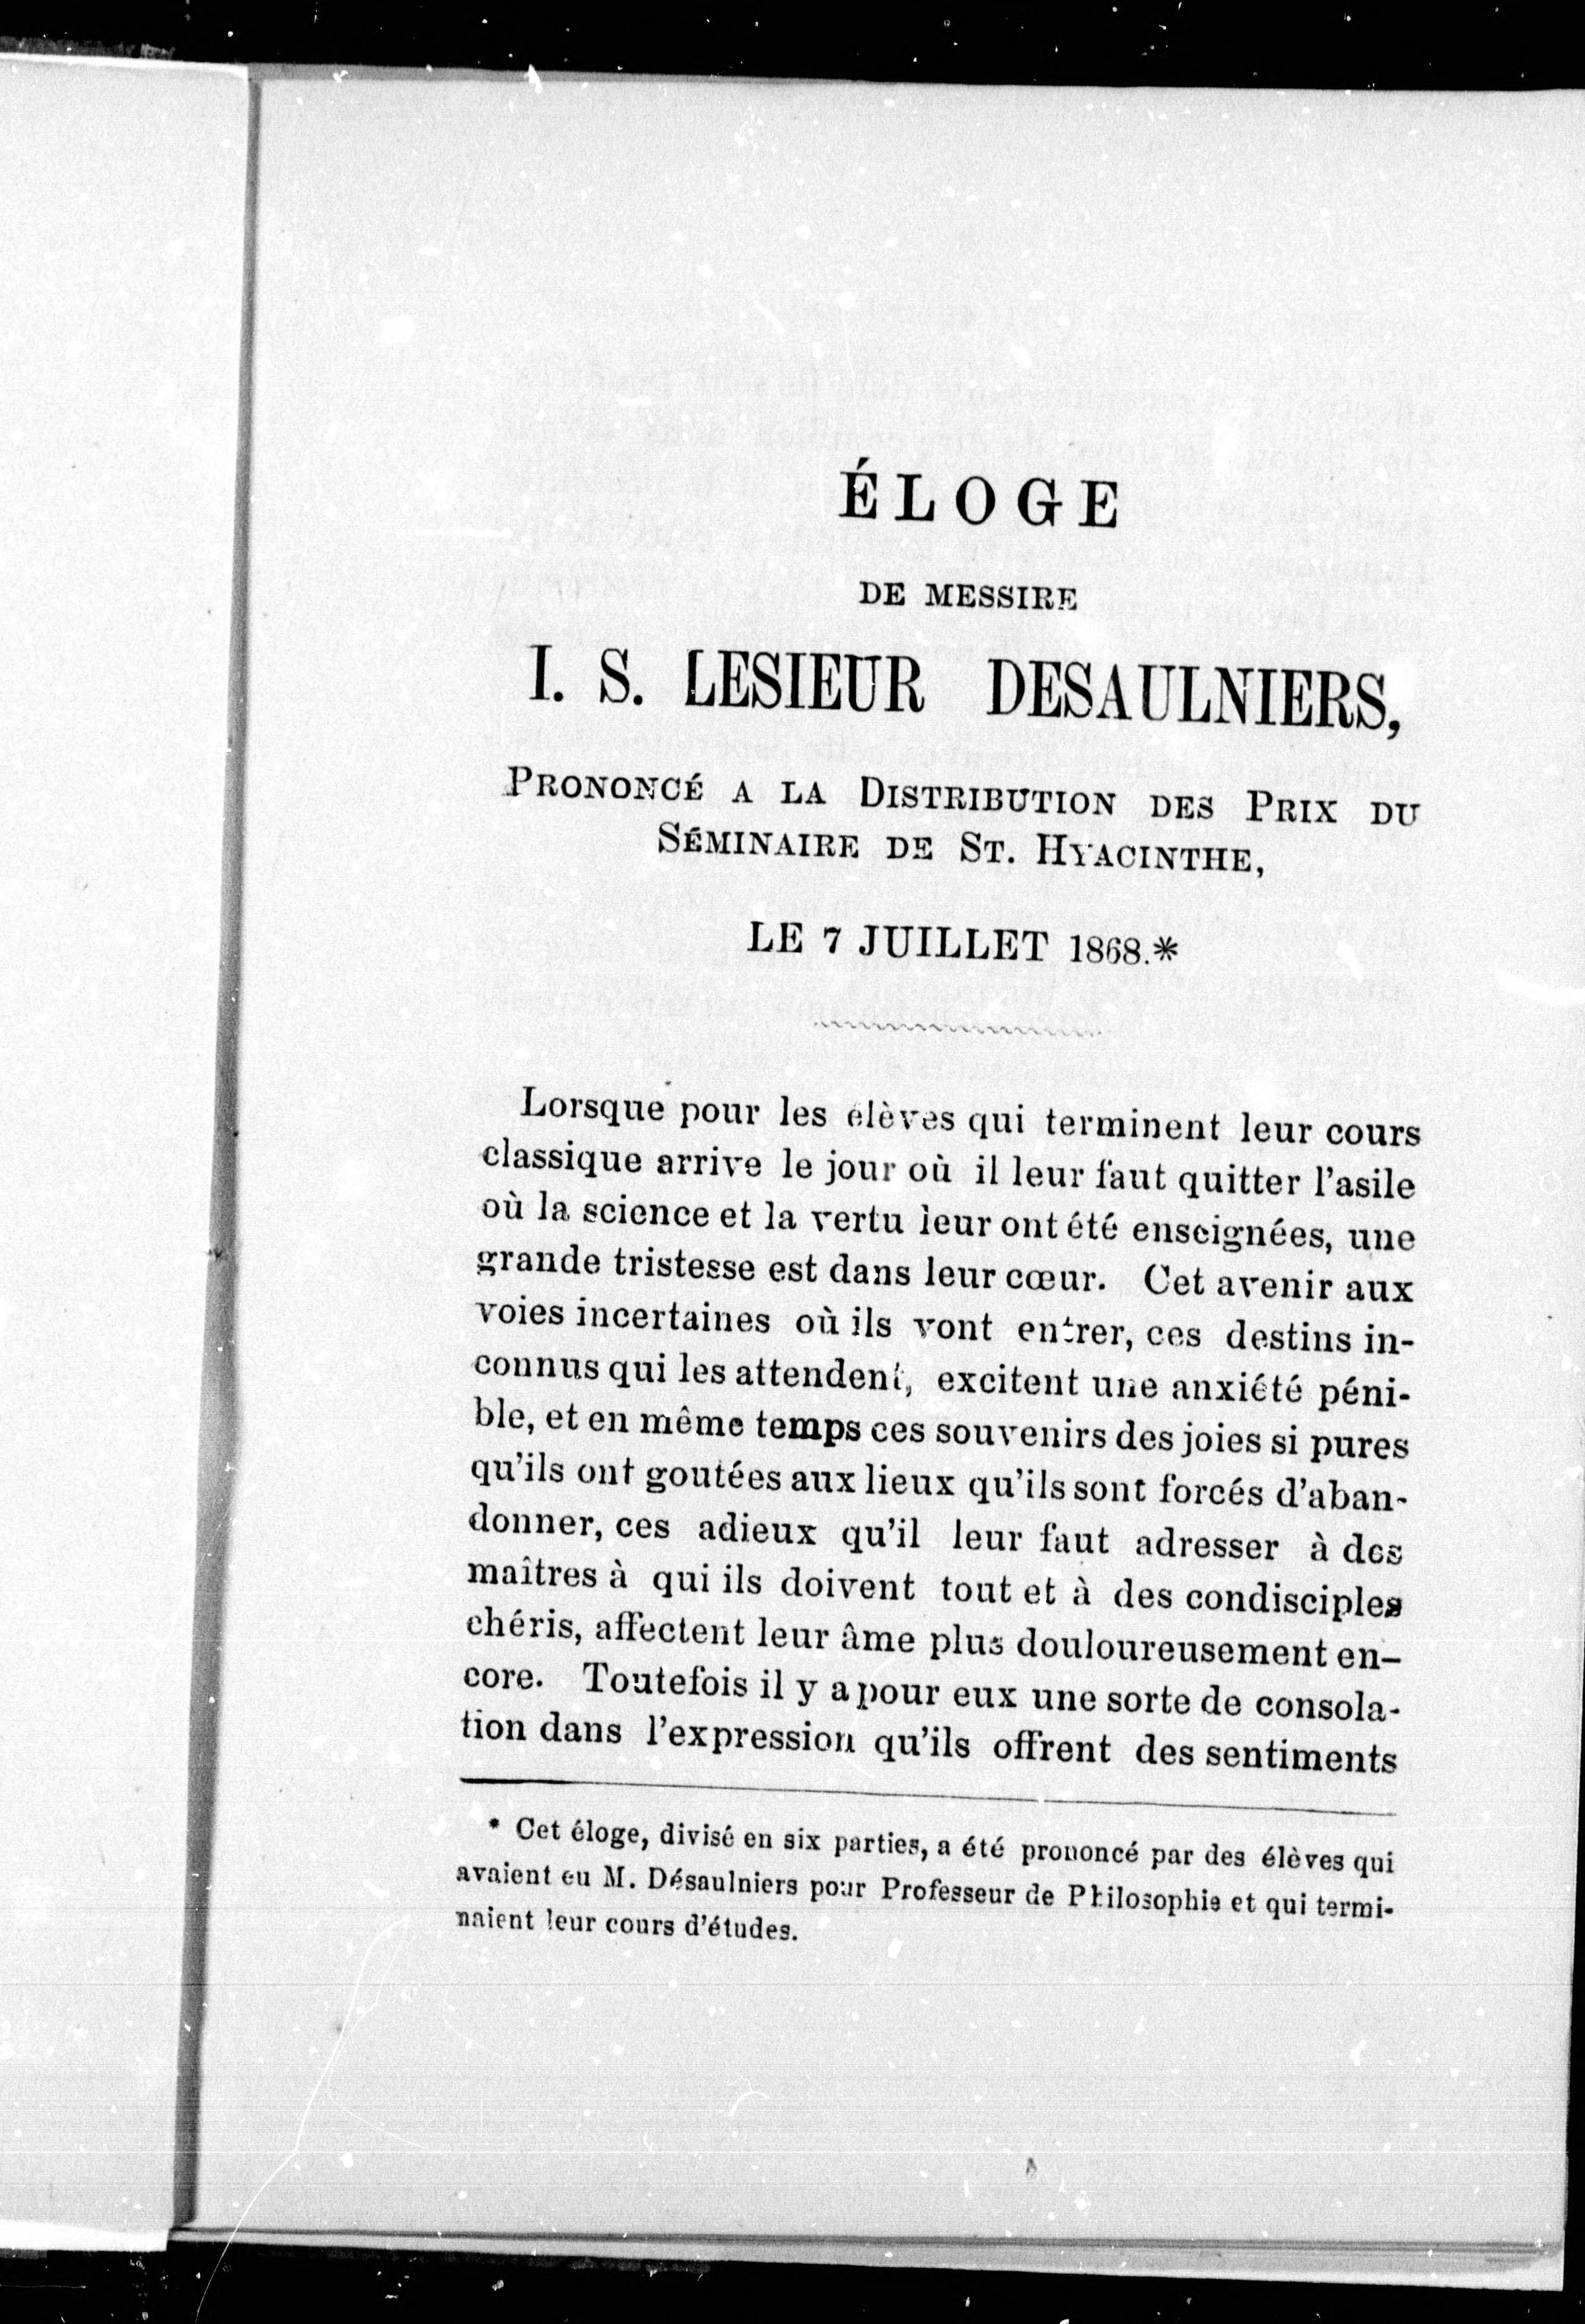 ÉLOGE
DE MESSIRE
I. S. LESIEUR DESAULNIERS,
PRONONCÉ A LA DISTRIBUTION DES PRIX DU
SÉMINAIRE DE ST. HYACINTHE,
LE 7 JUILLET 1868.*
Lorsque pour les élèves qui terminent leur cours
classique arrive le jour où il leur faut quitter l'asile
où la science et la vertu leur ont été enseignées, une
grande tristesse est dans leur cœur. Cet avenir aux
voies incertaines où ils vont entrer, ces destins in-
connus qui les attendent, excitent une anxiété péni-
ble, et en même temps ces souvenirs des joies si pures
qu'ils ont goutées aux lieux qu'ils sont forcés d'aban-
donner, ces adieux qu'il leur faut adresser à des
maîtres à qui ils doivent tout et à des condisciples
chéris, affectent leur âme plus douloureusement en-
core. Toutefois il y a pour eux une sorte de consola-
tion dans l'expression qu'ils offrent des sentiments
* Cet éloge, divisé en six parties, a été prononcé par des élèves qui
avaient eu M. Désaulniers pour Professeur de Philosophie et qui termi-
naient leur cours d'études.